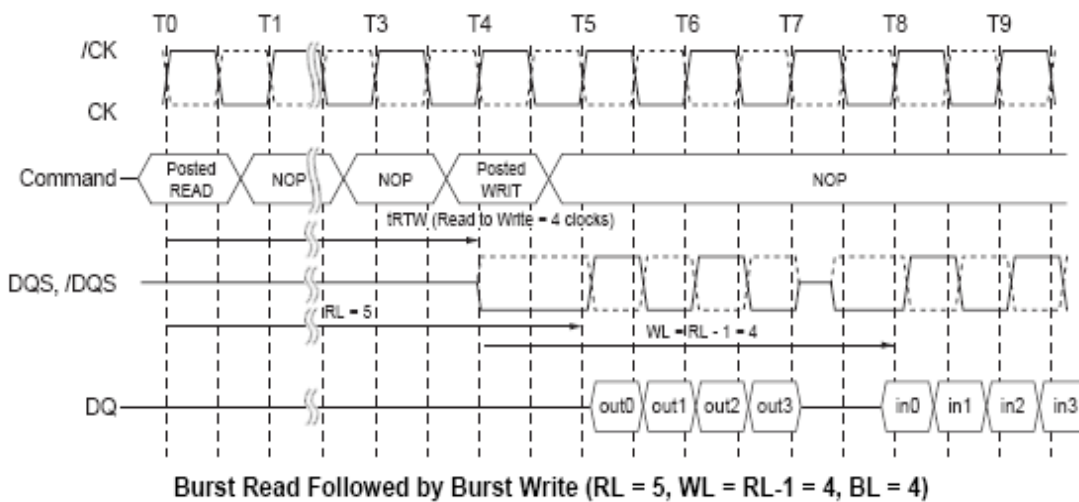 T0 T1 T3 T4 T5 T6 T7 T8 T9
/CK
CK
Command
Posted READ
NOP
NOP
Posted WRIT
NOP
tRTW (Read to Write = 4 clocks)
DQS, /DQS
RL = 5
WL = RL - 1 = 4
DQ
out0 out1 out2 out3 in0 in1 in2 in3
Burst Read Followed by Burst Write (RL = 5, WL = RL-1 = 4, BL = 4)